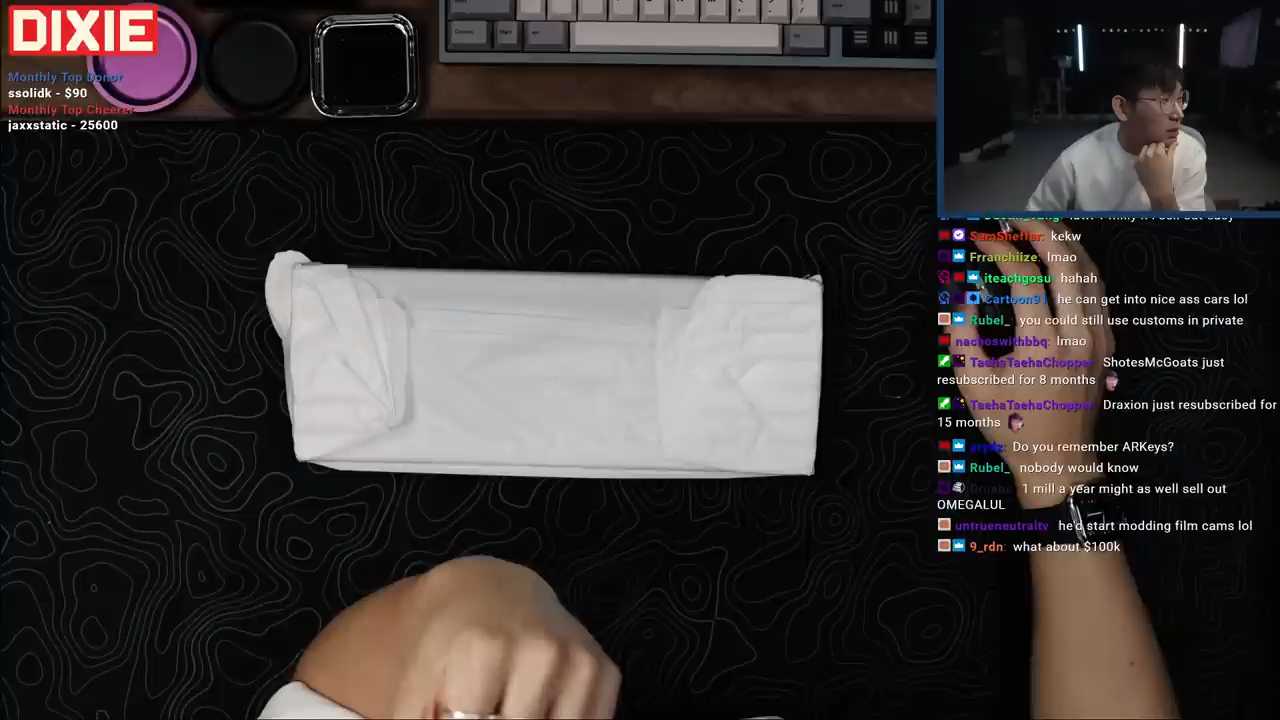 DIXIE
Monthly Top Donor
ssolidk - $90
Monthly Top Cheerer
jaxxstatic - 25600
SamSheffar: kekw
Frranchiize: lmao
iteachgosu: hahah
Cartoon91: he can get into nice ass cars lol
Rubel_: you could still use customs in private
nachoswithbbq: lmao
TaehaTaehaChopper: ShotesMcGoats just
resubscribed for 8 months
TaehaTaehaChopper: Draxion just resubscribed for
15 months
Do you remember ARKeys?
Rubel_: nobody would know
1 mill a year might as well sell out
OMEGALUL
untrueneutraltv: he'd start modding film cams lol
9_rdn: what about $100k